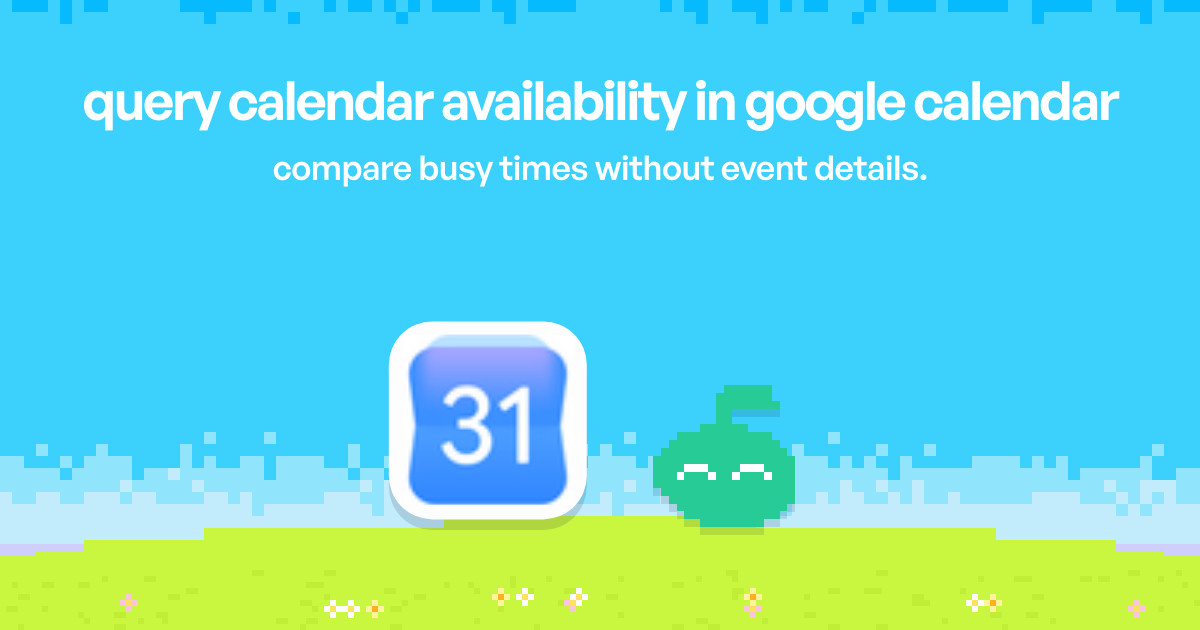 query calendar availability in google calendar
compare busy times without event details.
31